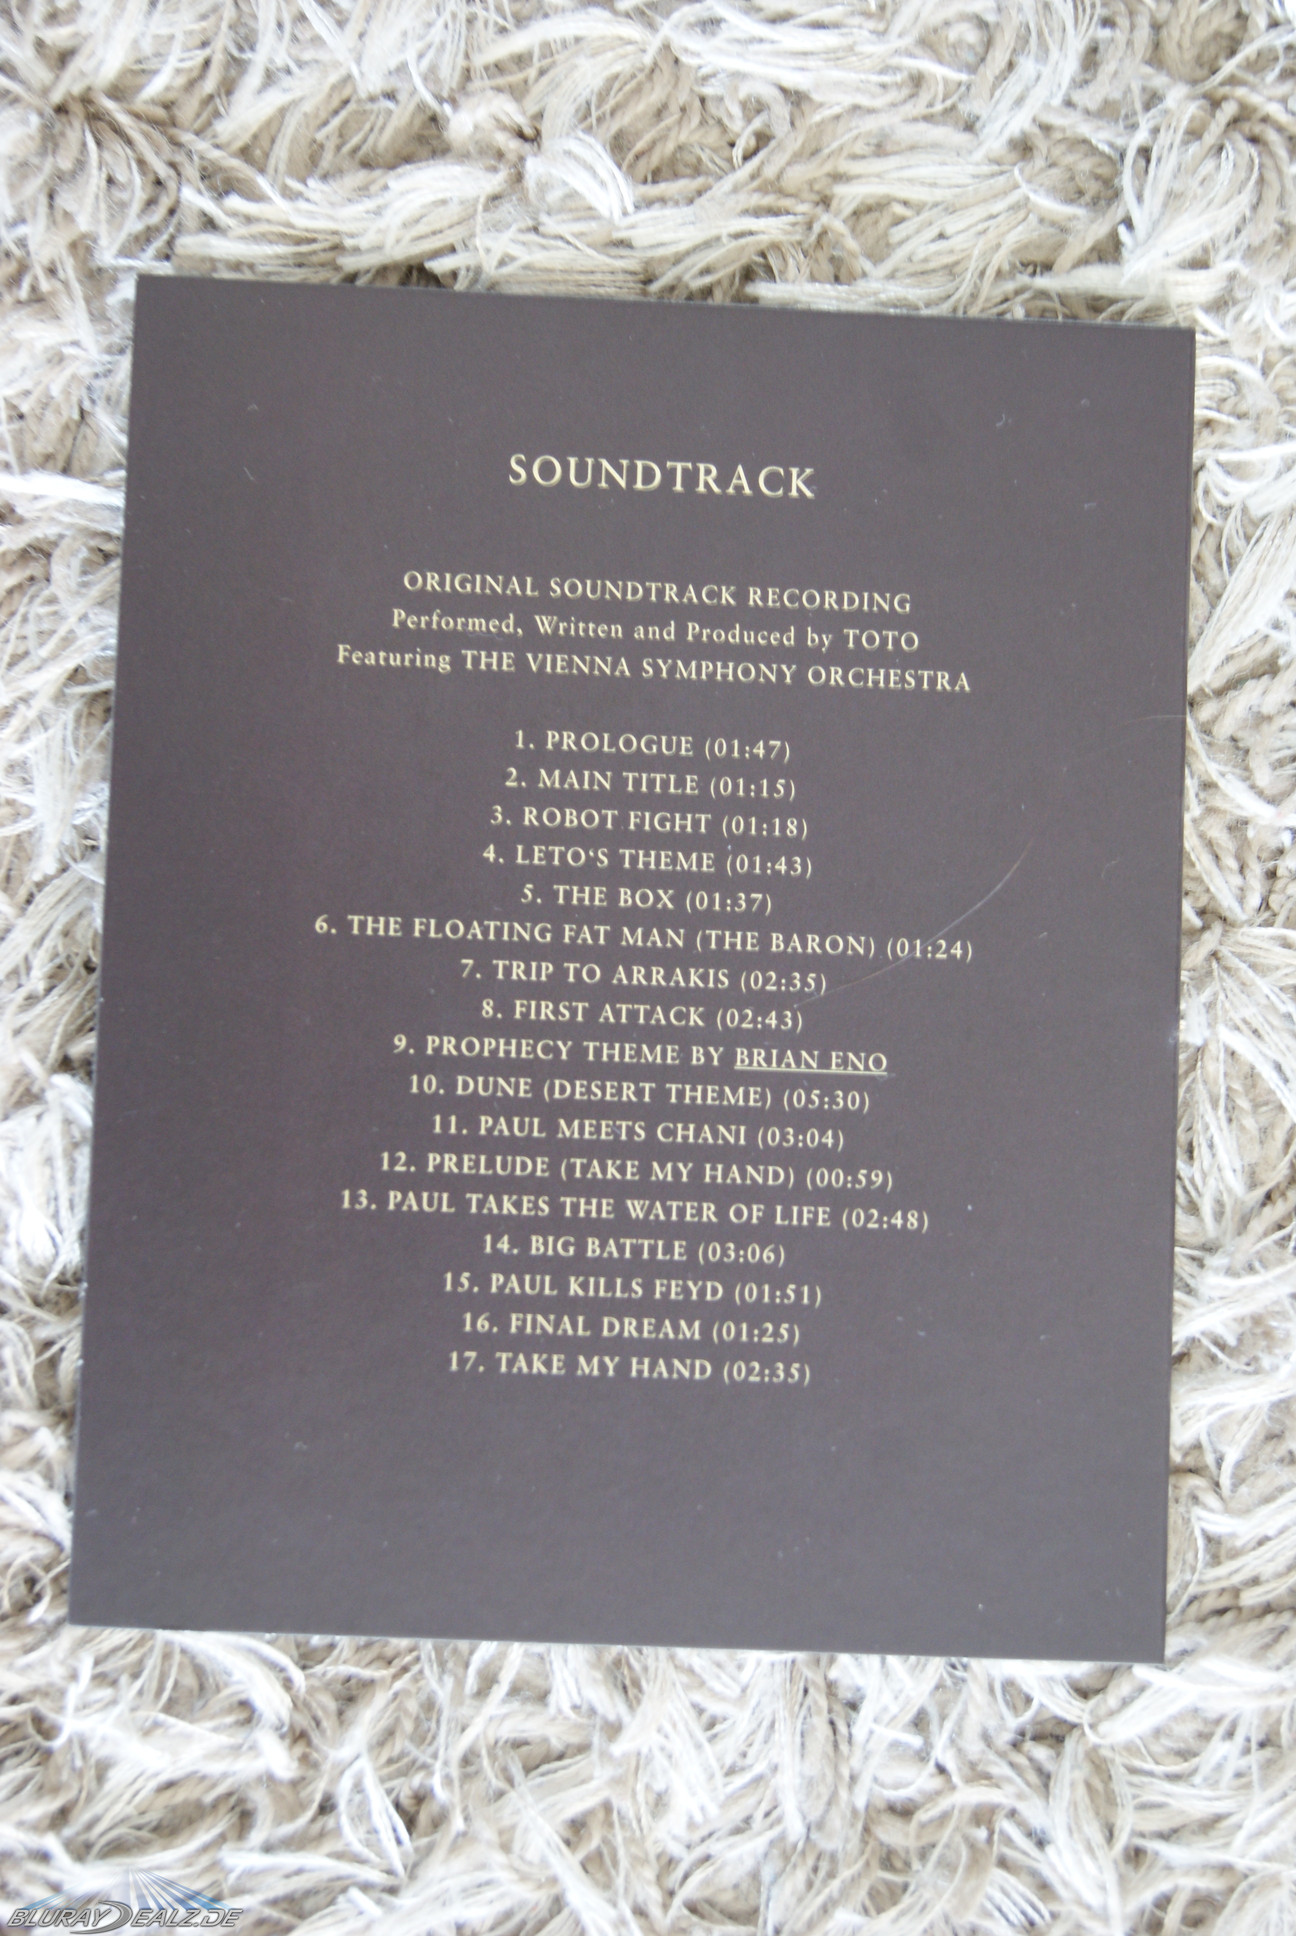 SOUNDTRACK
ORIGINAL SOUNDTRACK RECORDING
Performed, Written and Produced by TOTO
Featuring THE VIENNA SYMPHONY ORCHESTRA
1. PROLOGUE (01:47)
2. MAIN TITLE (01:15)
3. ROBOT FIGHT (01:18)
4. LETO‘S THEME (01:43)
5. THE BOX (01:37)
6. THE FLOATING FAT MAN (THE BARON) (01:24)
7. TRIP TO ARRAKIS (02:35)
8. FIRST ATTACK (02:43)
9. PROPHECY THEME BY BRIAN ENO
10. DUNE (DESERT THEME) (05:30)
11. PAUL MEETS CHANI (03:04)
12. PRELUDE (TAKE MY HAND) (00:59)
13. PAUL TAKES THE WATER OF LIFE (02:48)
14. BIG BATTLE (03:06)
15. PAUL KILLS FEYD (01:51)
16. FINAL DREAM (01:25)
17. TAKE MY HAND (02:35)
BLURAYDEALZ.DE